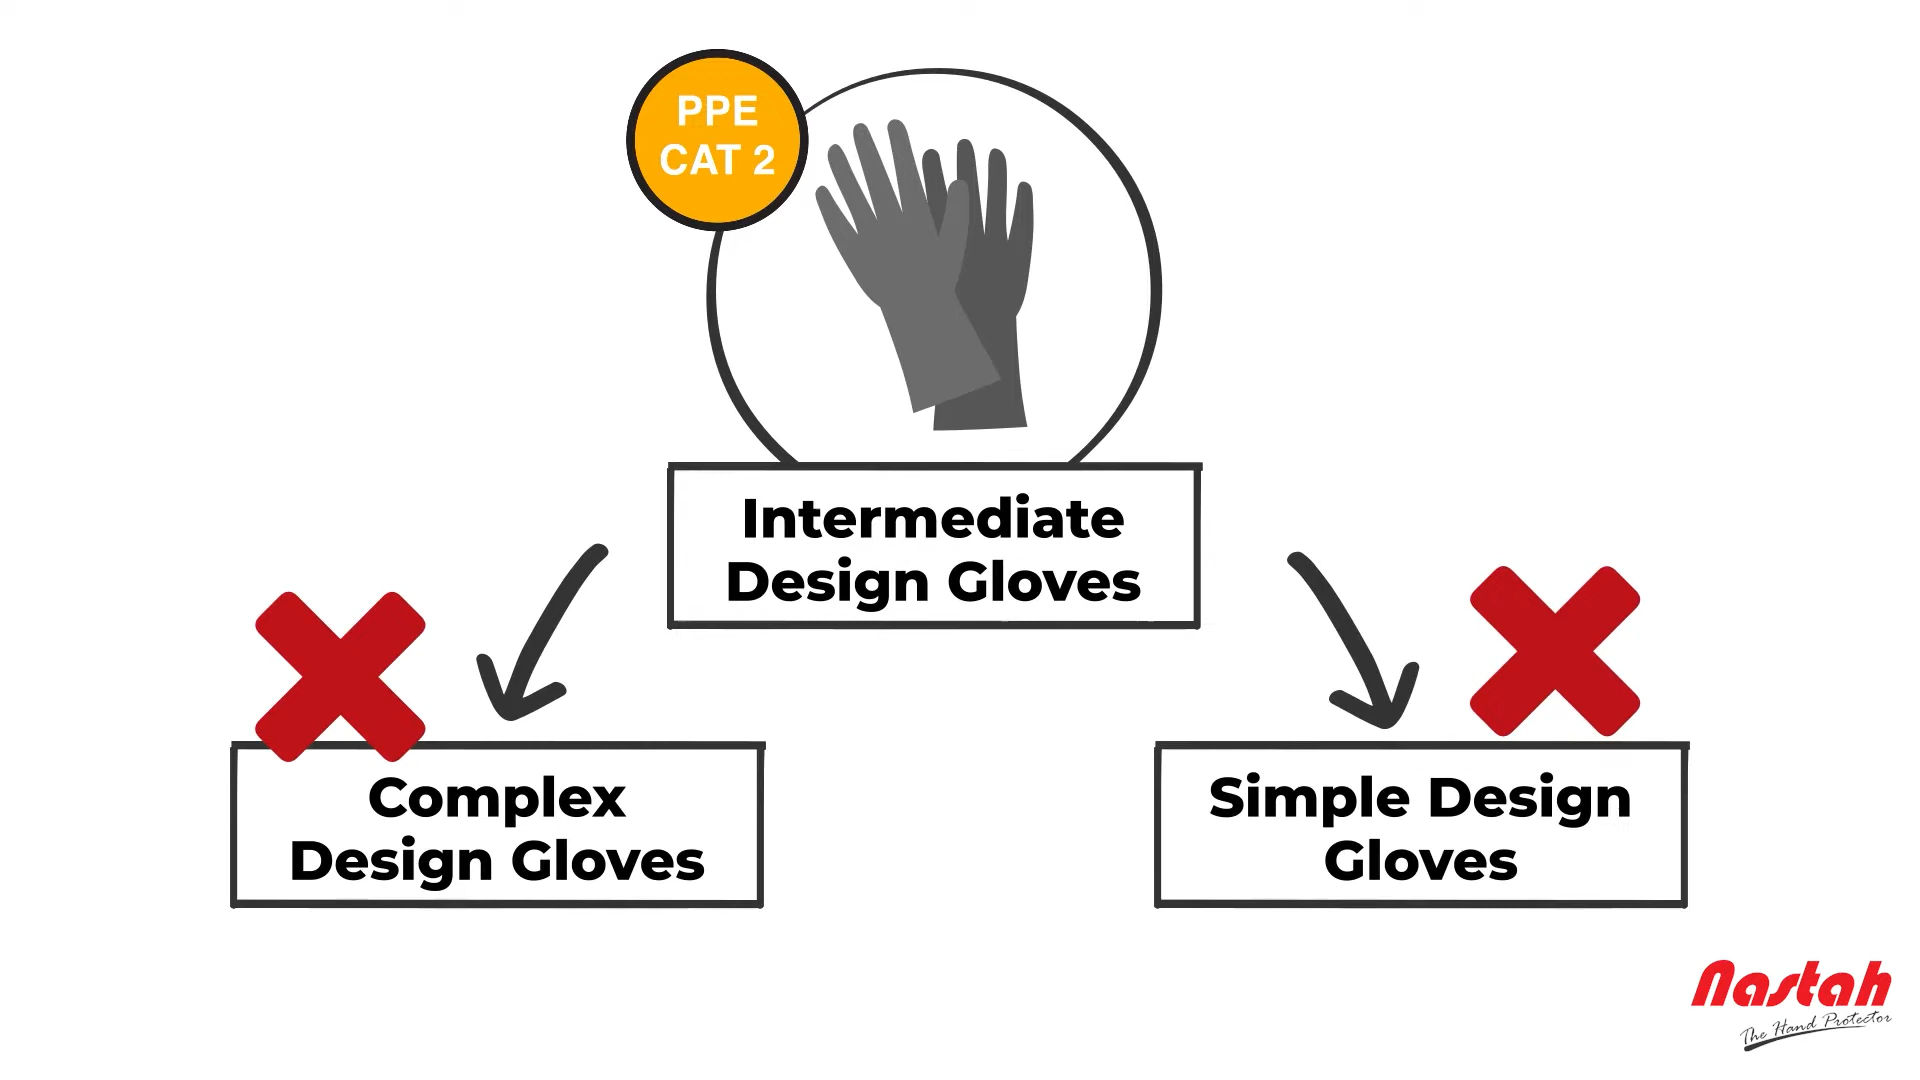 PPE
CAT 2
Intermediate
Design Gloves
Complex
Design Gloves
Simple Design
Gloves
Nastah
The Hand Protector